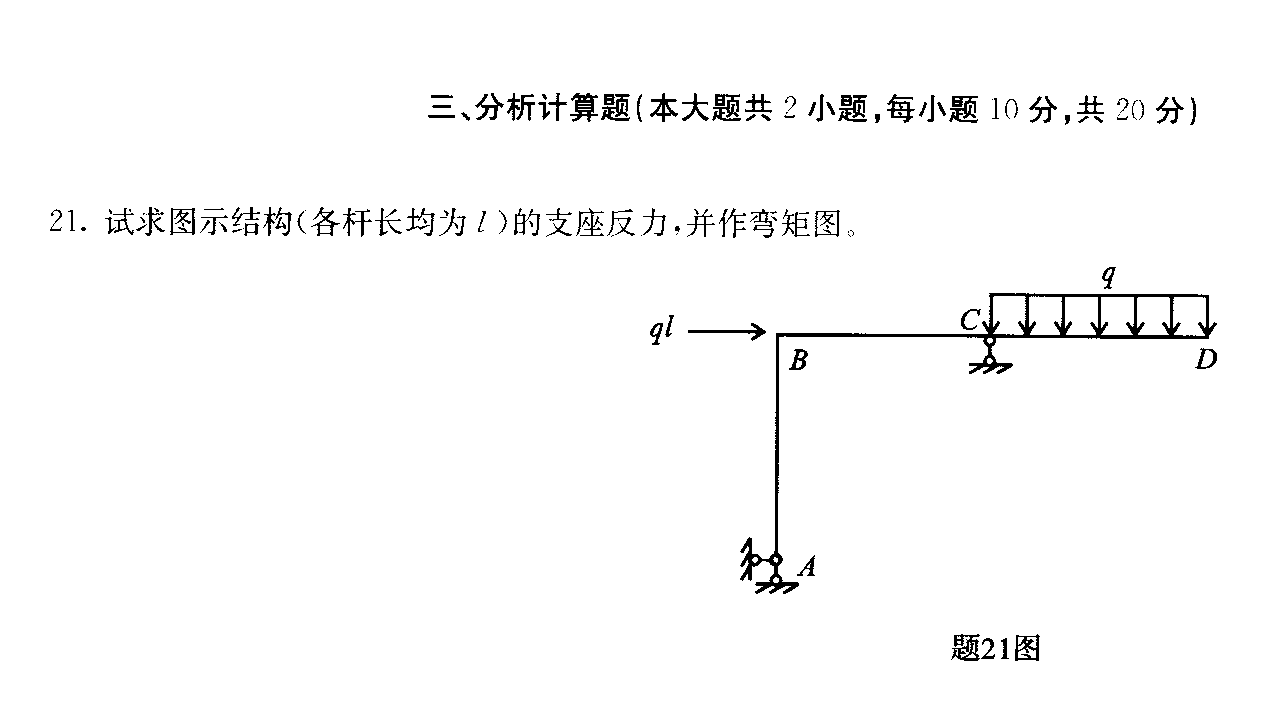 三、分析计算题(本大题共 2 小题,每小题 10 分,共 20 分)
21. 试求图示结构(各杆长均为 l )的支座反力,并作弯矩图。
q
ql
C
B
D
A
题21图